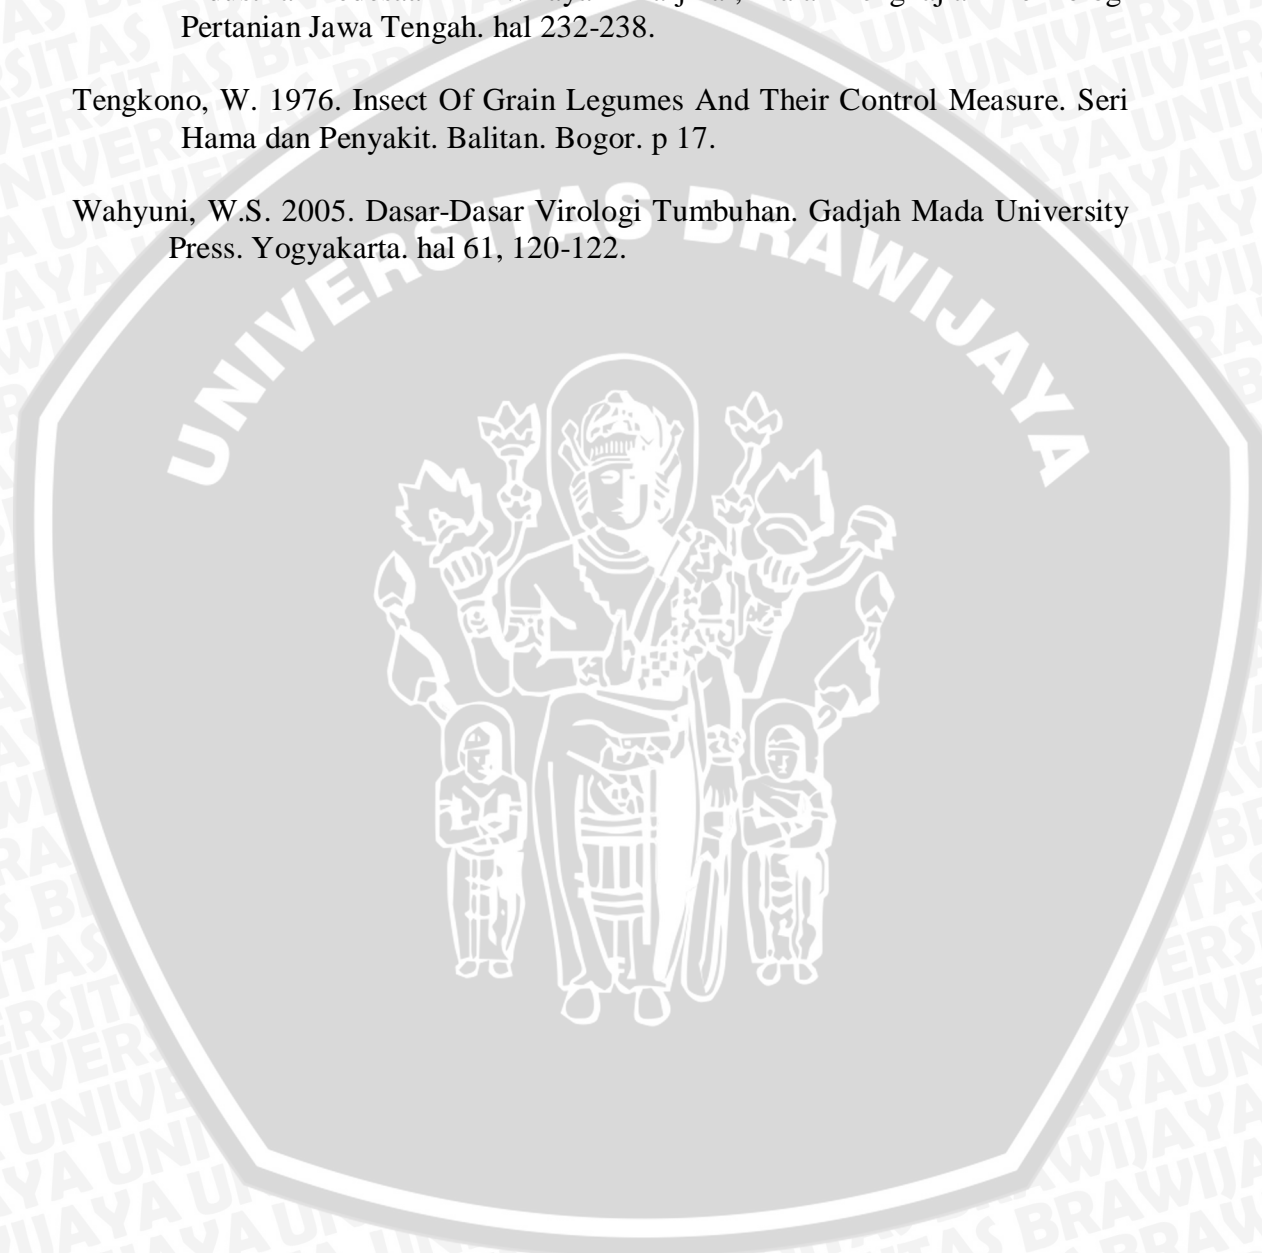 Pertanian Jawa Tengah. hal 232-238.
Tengkono, W. 1976. Insect Of Grain Legumes And Their Control Measure. Seri
Hama dan Penyakit. Balitan. Bogor. p 17.
Wahyuni, W.S. 2005. Dasar-Dasar Virologi Tumbuhan. Gadjah Mada University
Press. Yogyakarta. hal 61, 120-122.
UNIVERSITAS BRAWIJAYA